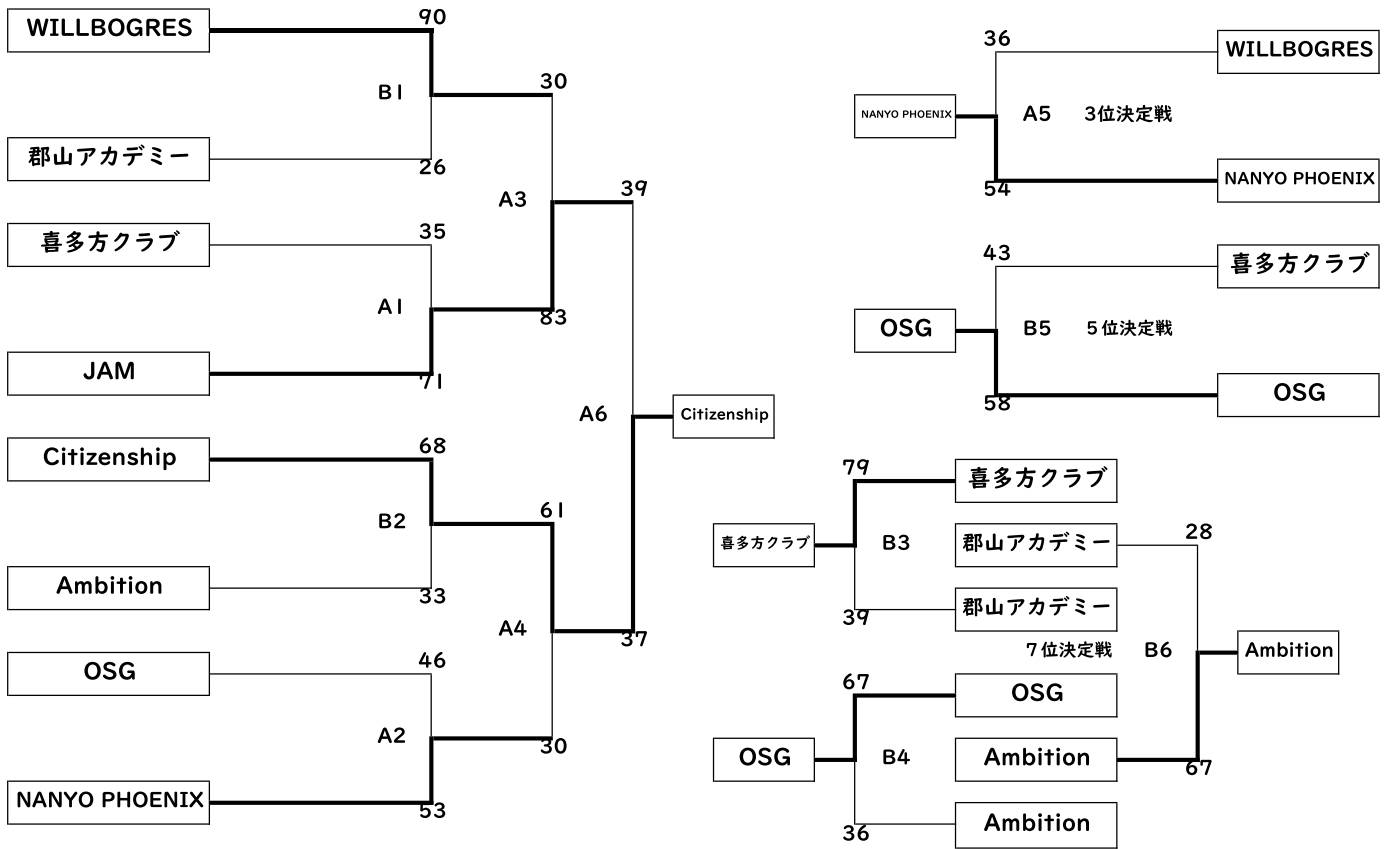 WILLBOGRES
90
B1
30
郡山アカデミー
26
A3
39
喜多方クラブ
35
A1
83
JAM
71
A6
Citizenship
Citizenship
68
B2
61
Ambition
33
A4
37
OSG
46
A2
30
NANYO PHOENIX
53
36
WILLBOGRES
NANYO PHOENIX
A5 3位決定戦
54
NANYO PHOENIX
43
喜多方クラブ
OSG
B5 5位決定戦
58
OSG
79
喜多方クラブ
喜多方クラブ
B3
郡山アカデミー
28
39
郡山アカデミー
7位決定戦
B6
Ambition
67
OSG
OSG
B4
Ambition
67
36
Ambition